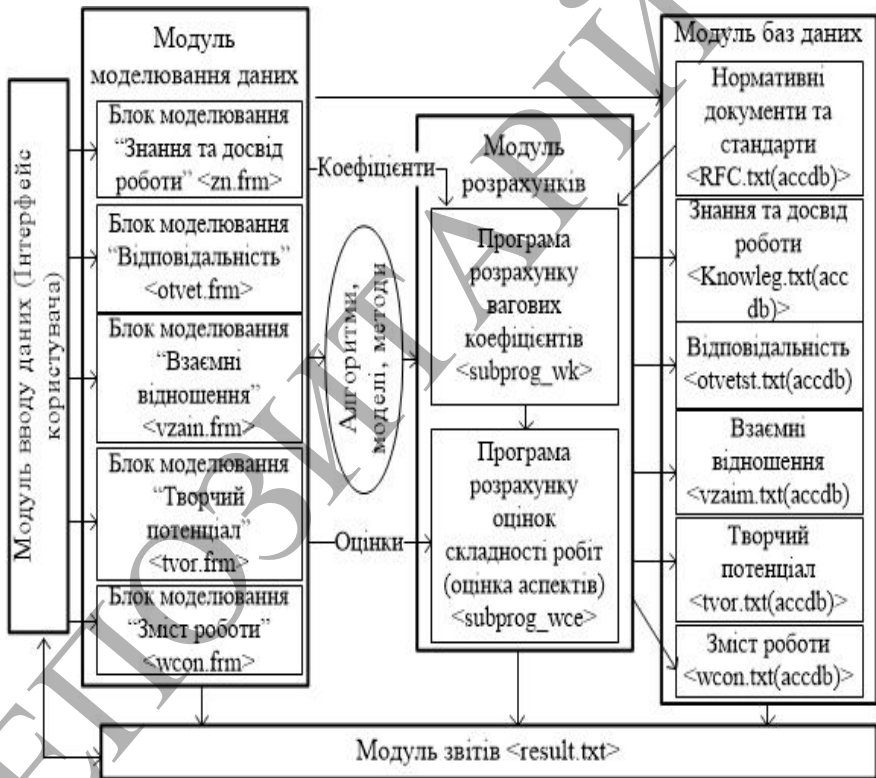 Модуль вводу даних (Інтерфейс
користувача)
Модуль
моделювання даних
Блок моделювання
“Знання та досвід
роботи” <zn.frm>
Блок моделювання
“Відповідальність”
<otvet.frm>
Блок моделювання
“Взаємні
відношення”
<vzain.frm>
Блок моделювання
“Творчий
потенціал”
<tvor.frm>
Блок моделювання
“Зміст роботи”
<wcon.frm>
Коефіцієнти
Алгоритми,
моделі, методи
Оцінки
Модуль
розрахунків
Програма
розрахунку
вагових
коефіцієнтів
<subprog_wk>
Програма
розрахунку
оцінок
складності робіт
(оцінка аспектів)
<subprog_wce>
Модуль баз даних
Нормативні
документи та
стандарти
<RFC.txt(accdb)>
Знання та досвід
роботи
<Knowleg.txt(acc
db)>
Відповідальність
<otvetst.txt(accdb)
Взаємні
відношення
<vzaim.txt(accdb)
Творчий
потенціал
<tvor.txt(accdb)>
Зміст роботи
<wcon.txt(accdb)>
Модуль звітів <result.txt>
ЕПОЗИТАРІЙ